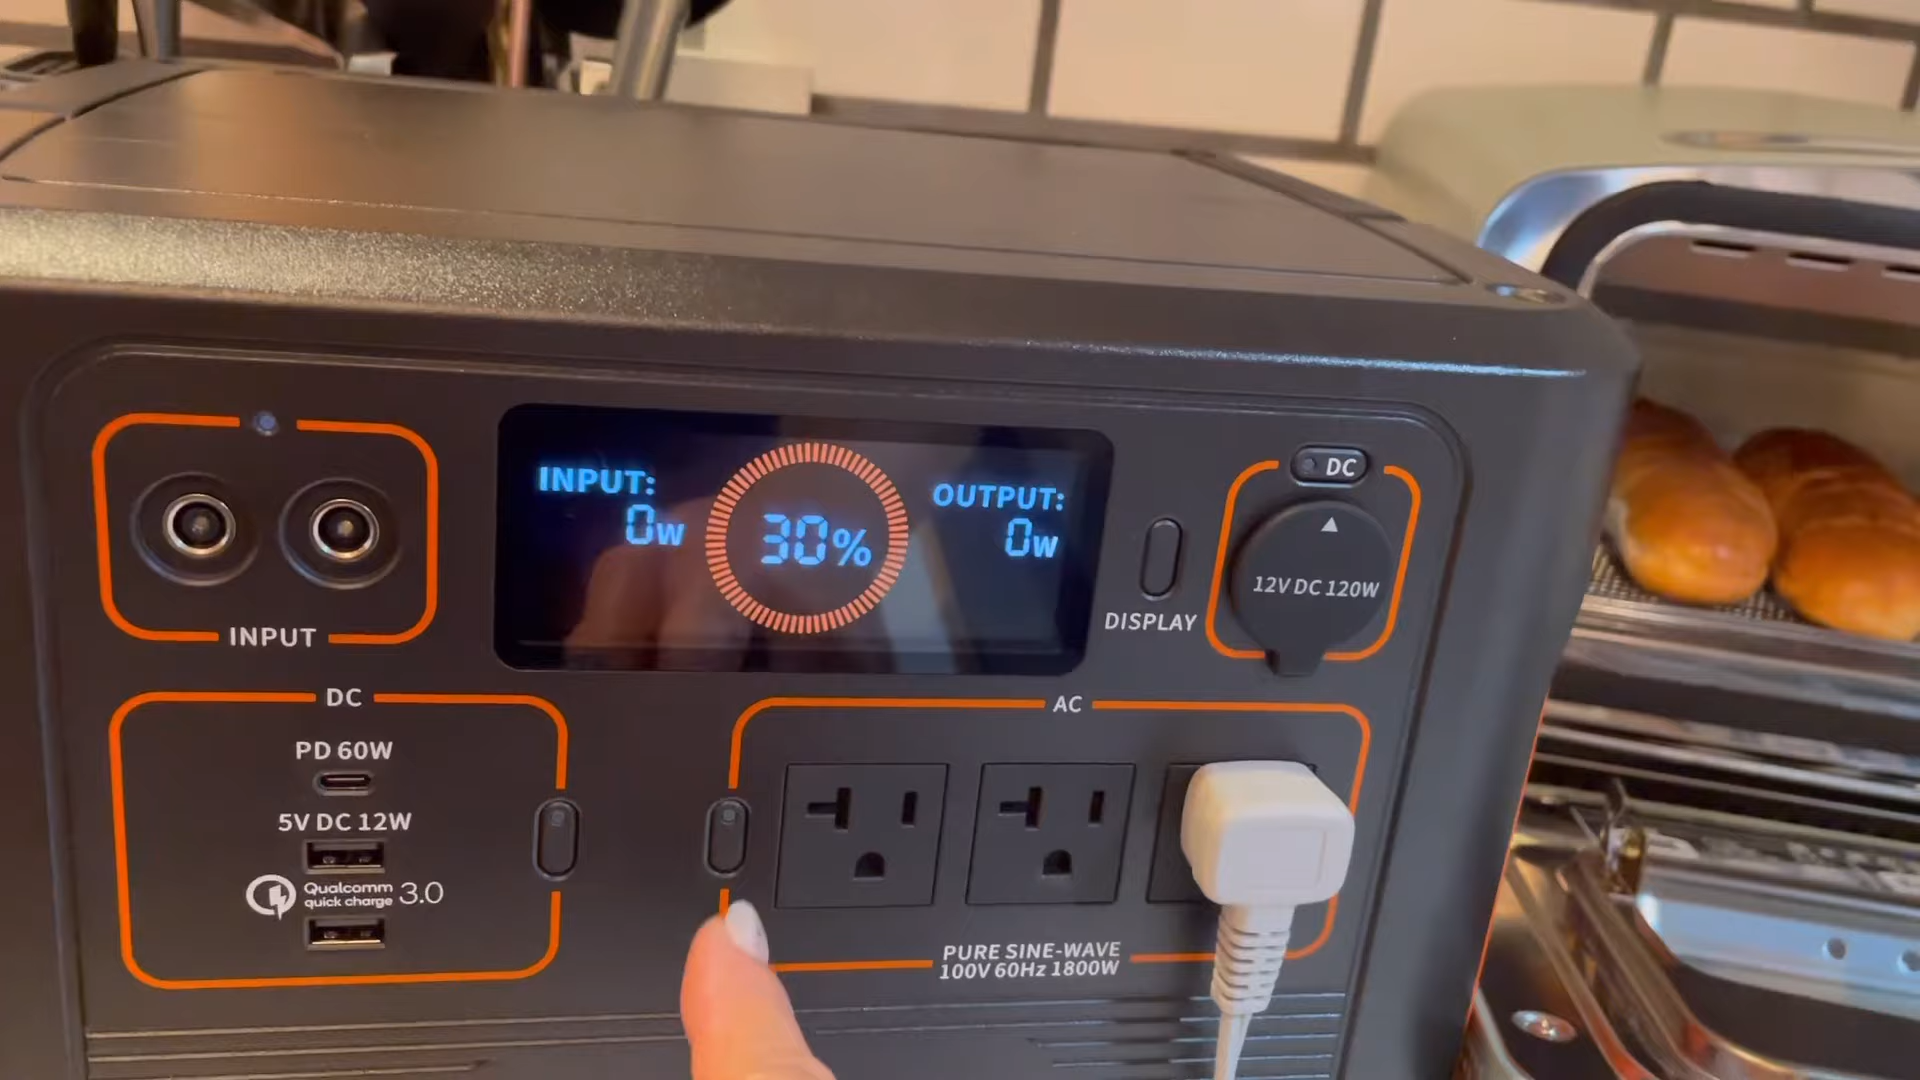 INPUT:
0w
30%
OUTPUT:
0w
DC
12V DC 120W
DISPLAY
INPUT
DC
PD 60W
5V DC 12W
Qualcomm
quick charge 3.0
AC
PURE SINE-WAVE
100V 60Hz 1800W